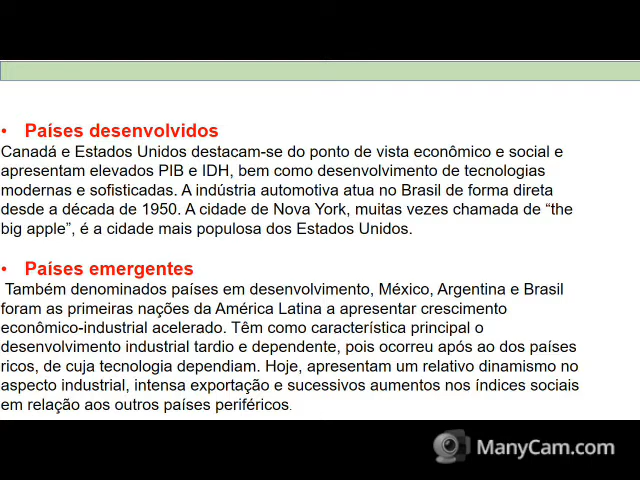 • Países desenvolvidos
Canadá e Estados Unidos destacam-se do ponto de vista econômico e social e
apresentam elevados PIB e IDH, bem como desenvolvimento de tecnologias
modernas e sofisticadas. A indústria automotiva atua no Brasil de forma direta
desde a década de 1950. A cidade de Nova York, muitas vezes chamada de “the
big apple”, é a cidade mais populosa dos Estados Unidos.
• Países emergentes
Também denominados países em desenvolvimento, México, Argentina e Brasil
foram as primeiras nações da América Latina a apresentar crescimento
econômico-industrial acelerado. Têm como característica principal o
desenvolvimento industrial tardio e dependente, pois ocorreu após ao dos países
ricos, de cuja tecnologia dependiam. Hoje, apresentam um relativo dinamismo no
aspecto industrial, intensa exportação e sucessivos aumentos nos índices sociais
em relação aos outros países periféricos.
ManyCam.com